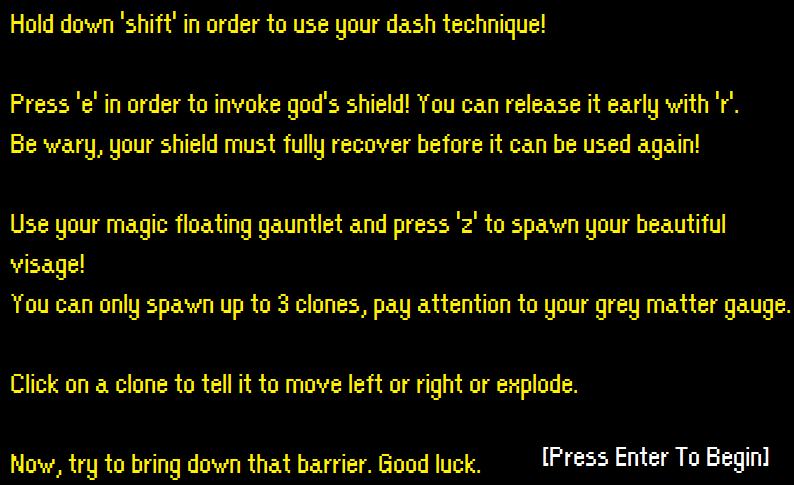 Hold down 'shift' in order to use your dash technique!
Press 'e' in order to invoke god's shield! You can release it early with 'r'.
Be wary, your shield must fully recover before it can be used again!
Use your magic floating gauntlet and press 'z' to spawn your beautiful
visage!
You can only spawn up to 3 clones, pay attention to your grey matter gauge.
Click on a clone to tell it to move left or right or explode.
Now, try to bring down that barrier. Good luck.
[Press Enter To Begin]